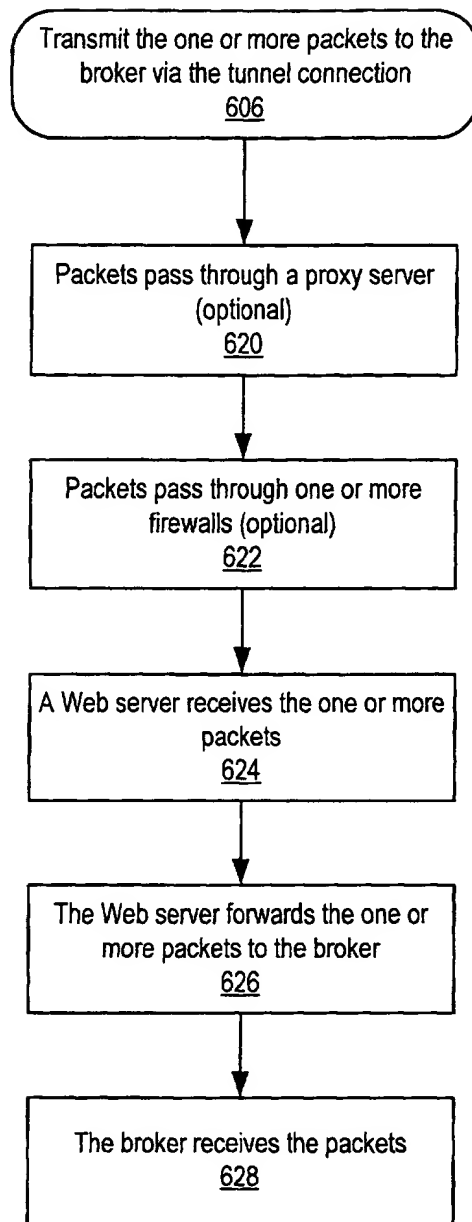 Transmit the one or more packets to the
broker via the tunnel connection
606
Packets pass through a proxy server
(optional)
620
Packets pass through one or more
firewalls (optional)
622
A Web server receives the one or more
packets
624
The Web server forwards the one or
more packets to the broker
626
The broker receives the packets
628